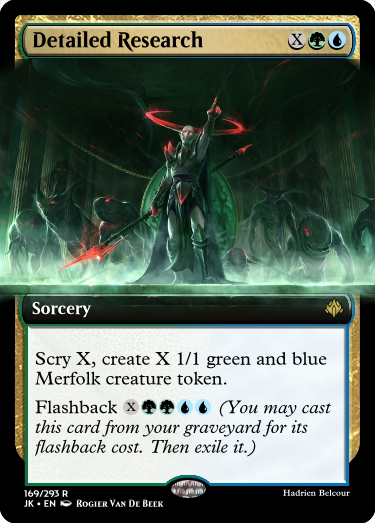 Detailed Research X
Sorcery
Scry X, create X 1/1 green and blue
Merfolk creature token.
Flashback X (You may cast
this card from your graveyard for its
flashback cost. Then exile it.)
169/293 R
JK • EN Rogier Van De Beek
Hadrien Belcour